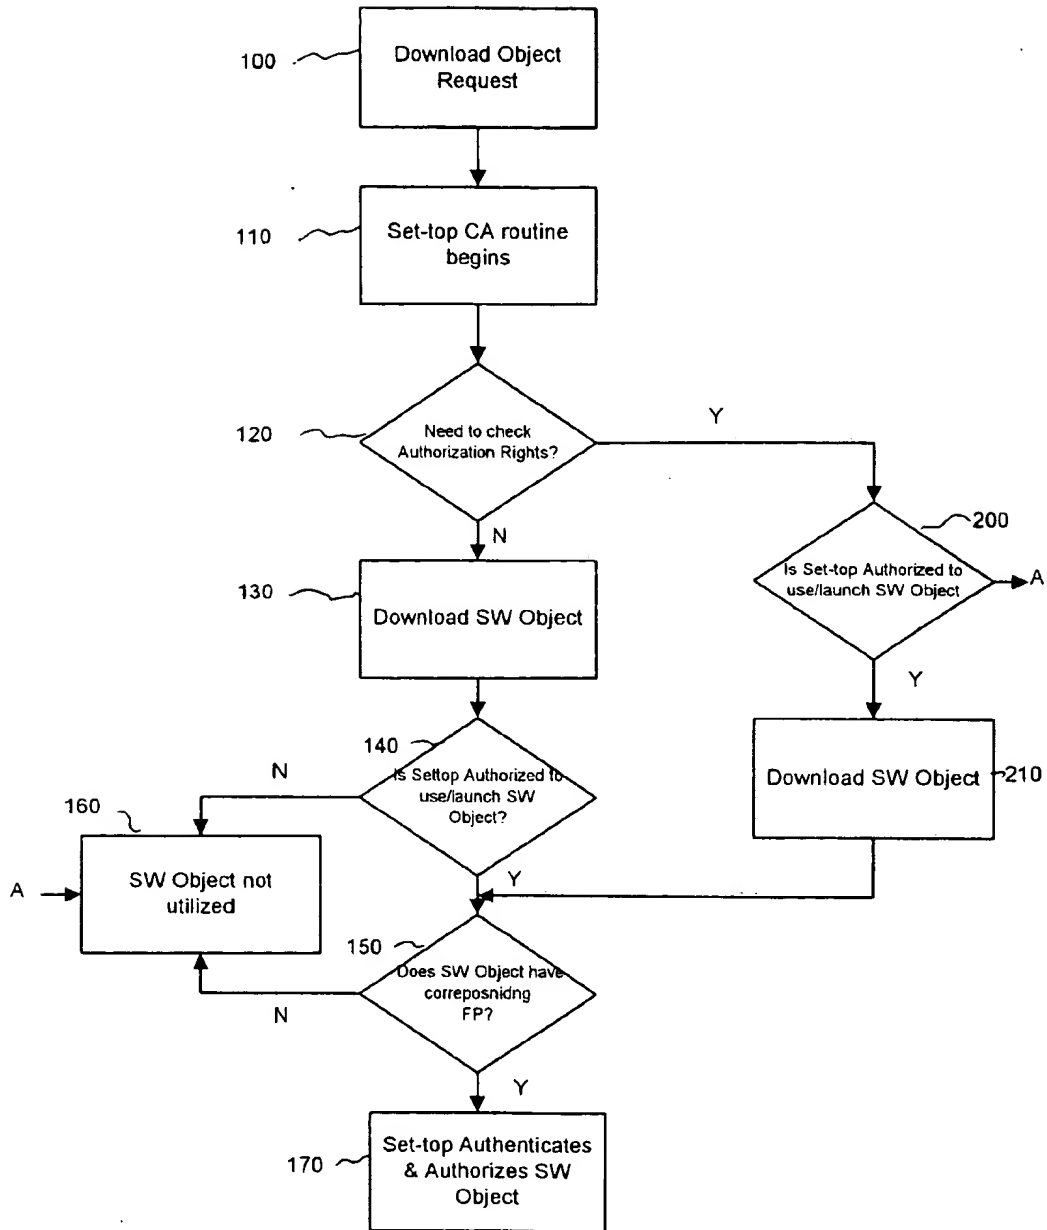 100
Download Object
Request
110
Set-top CA routine
begins
120
Need to check
Authorization Rights?
Y
N
200
Is Set-top Authorized to
use/launch SW Object
A
130
Download SW Object
Y
140
Is Settop Authorized to
use/launch SW
Object?
N
Download SW Object
210
160
SW Object not
utilized
A
Y
150
Does SW Object have
correposnidng
FP?
N
Y
170
Set-top Authenticates
& Authorizes SW
Object